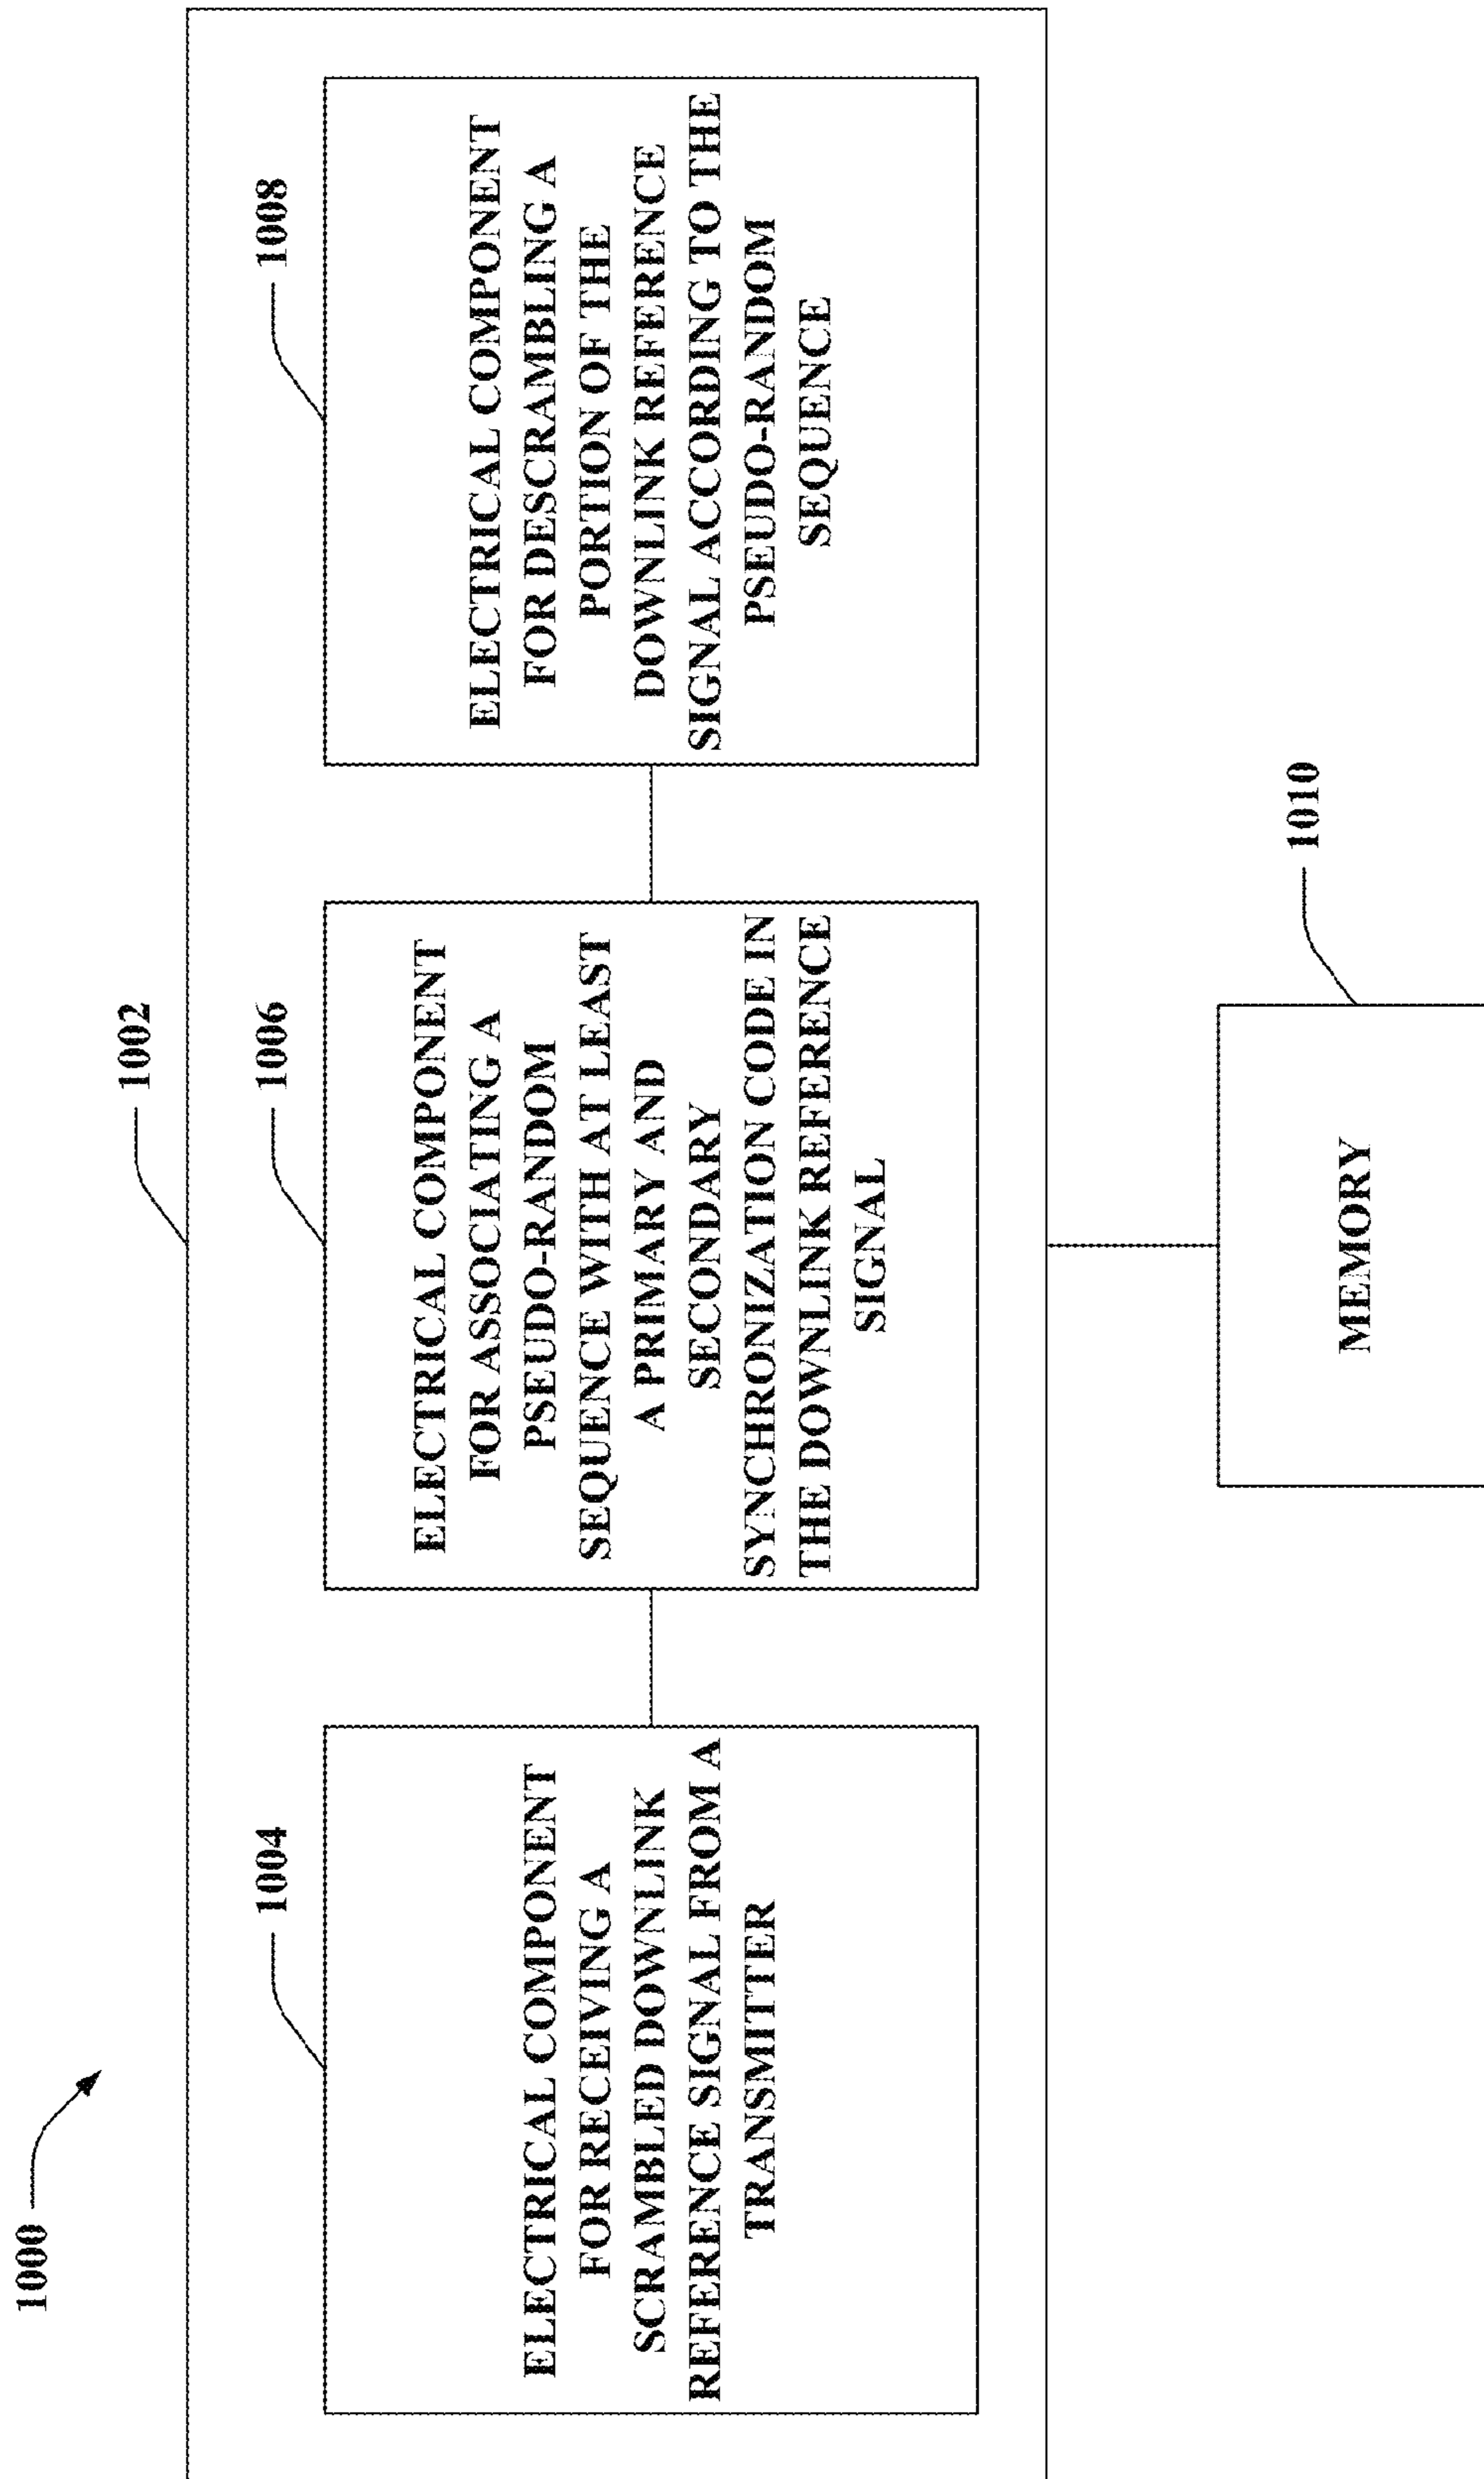 1000
1002
1004
ELECTRICAL COMPONENT
FOR RECEIVING A
SCRAMBLED DOWNLINK
REFERENCE SIGNAL FROM A
TRANSMITTER
1006
ELECTRICAL COMPONENT
FOR ASSOCIATING A
PSEUDO-RANDOM
SEQUENCE WITH AT LEAST
A PRIMARY AND
SECONDARY
SYNCHRONIZATION CODE IN
THE DOWNLINK REFERENCE
SIGNAL
1008
ELECTRICAL COMPONENT
FOR DESCRAMBLING A
PORTION OF THE
DOWNLINK REFERENCE
SIGNAL ACCORDING TO THE
PSEUDO-RANDOM
SEQUENCE
1010
MEMORY